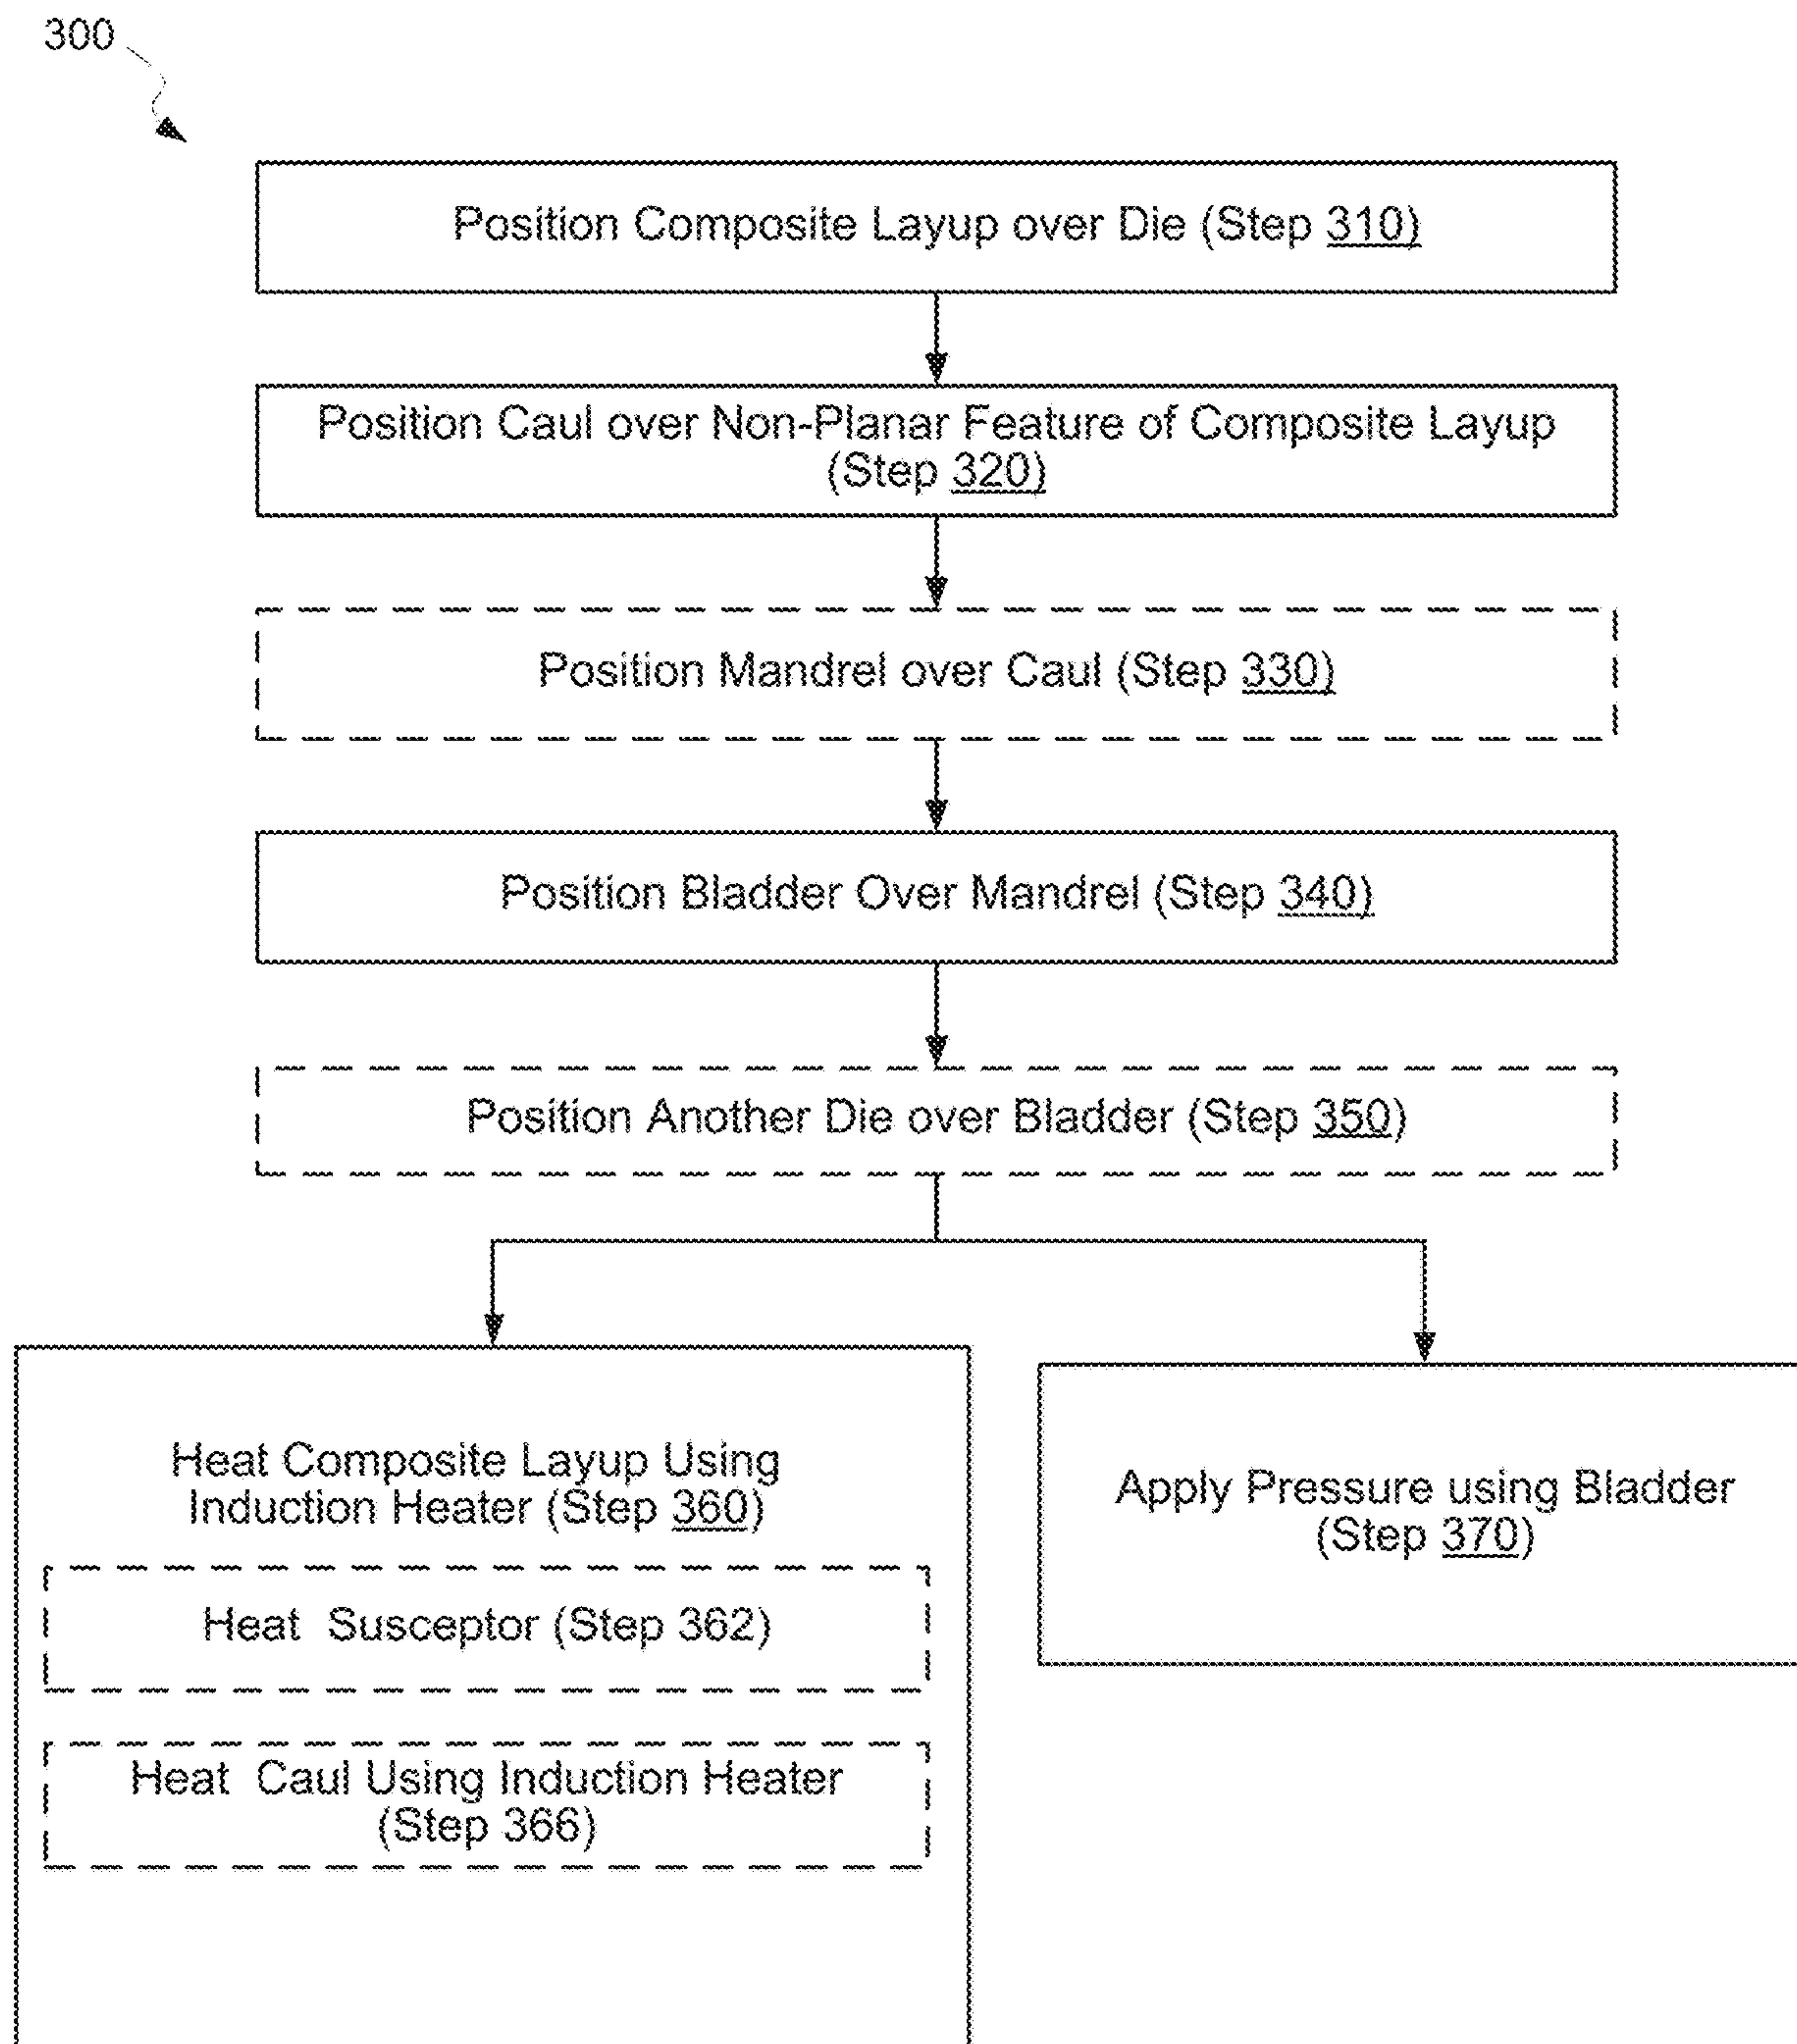 300
Position Composite Layup over Die (Step 310)
Position Caul over Non-Planar Feature of Composite Layup
(Step 320)
Position Mandrel over Caul (Step 330)
Position Bladder Over Mandrel (Step 340)
Position Another Die over Bladder (Step 350)
Heat Composite Layup Using
Induction Heater (Step 360)
Heat Susceptor (Step 362)
Heat Caul Using Induction Heater
(Step 366)
Apply Pressure using Bladder
(Step 370)